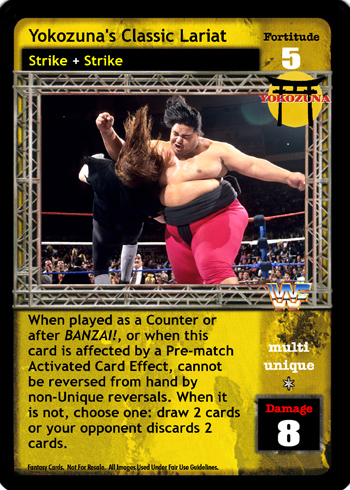 Yokozuna's Classic Lariat
Fortitude
5
Strike + Strike
YOKOZUNA
When played as a Counter or
after BANZAI!, or when this
card is affected by a Pre-match
Activated Card Effect, cannot
be reversed from hand by
non-Unique reversals. When it
is not, choose one: draw 2 cards
or your opponent discards 2
cards.
WWF
multi
unique
*
Damage
8
Fantasy Cards. Not For Resale. All Images Used Under Fair Use Guidelines.